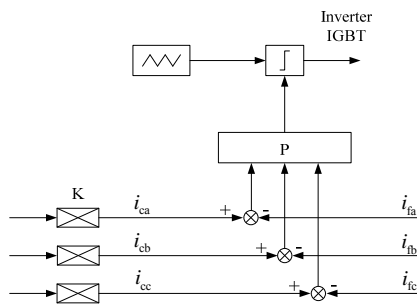 Inverter
IGBT
P
K
i_ca + - i_fa
i_cb + - i_fb
i_cc + - i_fc